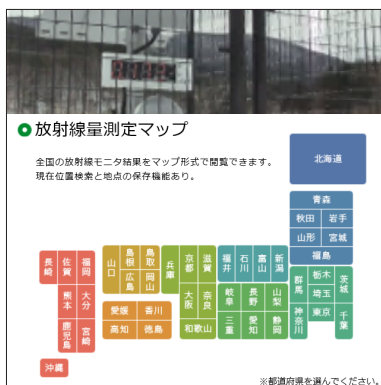 放射線量測定マップ
全国の放射線モニタ結果をマップ形式で閲覧できます。
現在位置検索と地点の保存機能あり。
北海道
青森
秋田 岩手
山形 宮城
福島
長崎 佐賀 福岡
山口 島根 鳥取
広島 岡山
兵庫 京都 滋賀
福井 石川 富山 新潟
群馬 栃木 茨城
埼玉
熊本 大分
大阪 奈良
岐阜 長野 山梨
神奈川 東京 千葉
愛媛 香川
鹿児島 宮崎
高知 徳島
和歌山
三重 愛知 静岡
沖縄
※都道府県を選んでください。